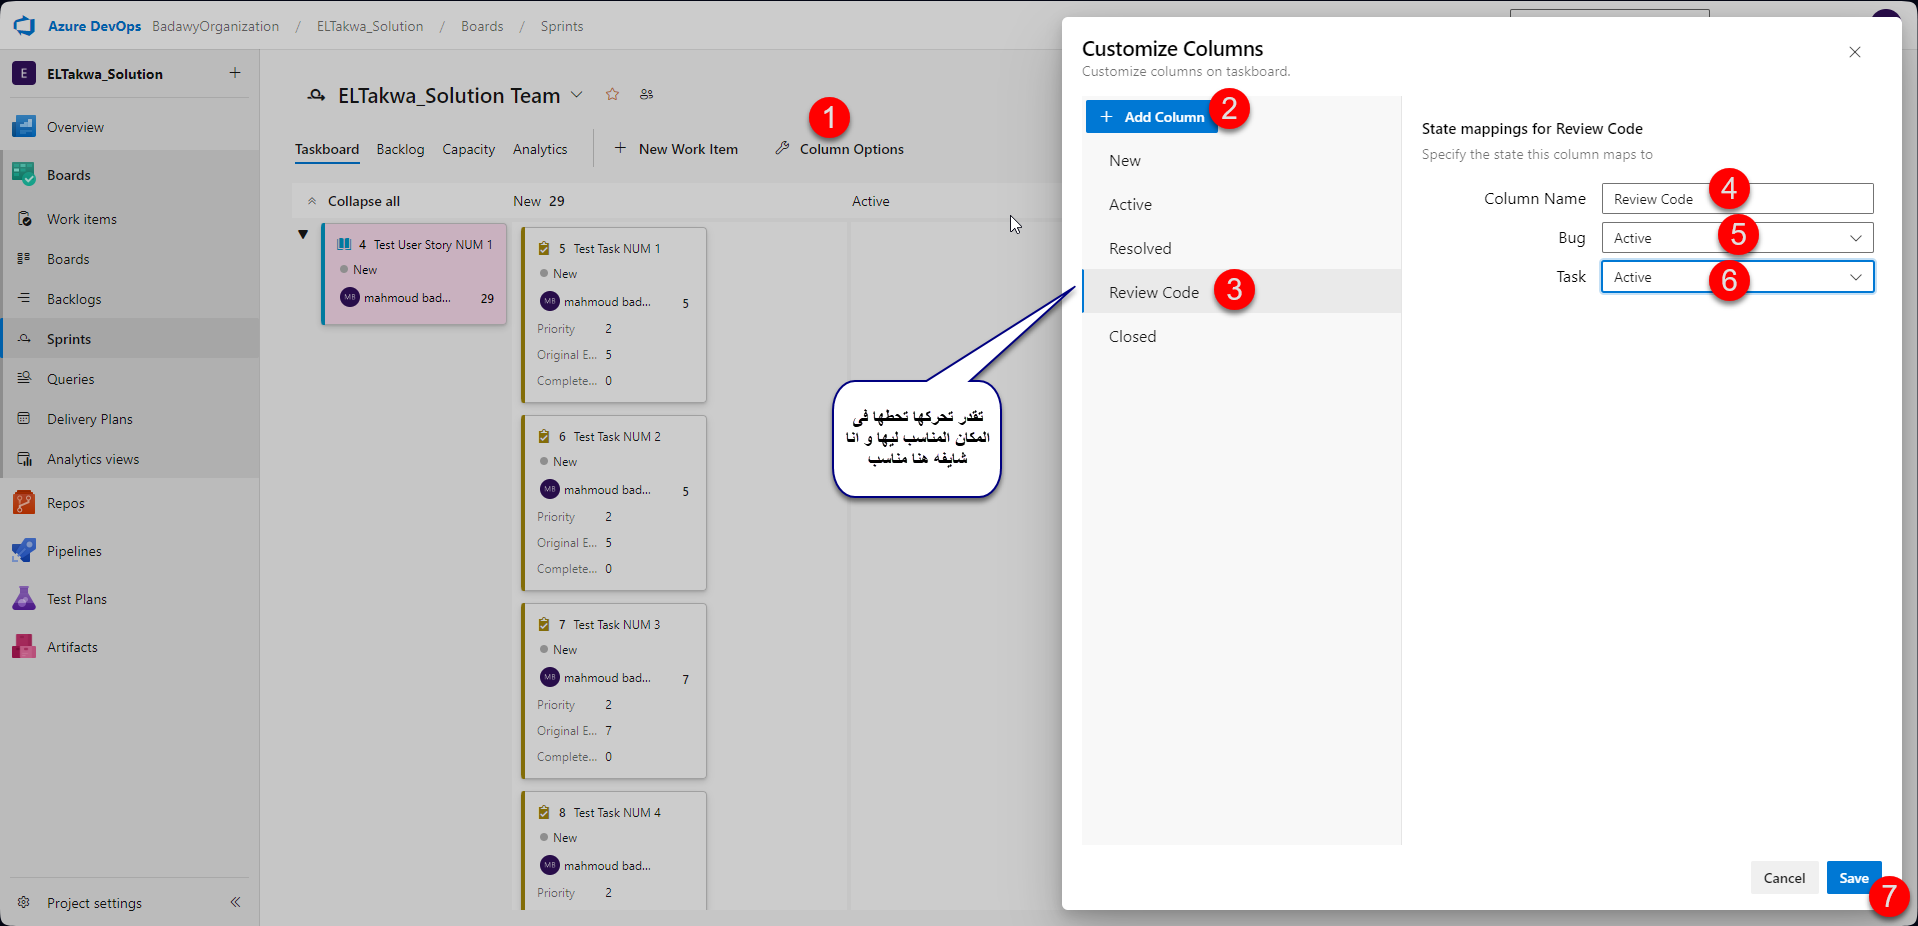 Azure DevOps BadawyOrganization / ELTakwa_Solution / Boards / Sprints
E ELTakwa_Solution +
Overview
Boards
Work items
Boards
Backlogs
Sprints
Queries
Delivery Plans
Analytics views
Repos
Pipelines
Test Plans
Artifacts
Project settings
ELTakwa_Solution Team
1
Taskboard Backlog Capacity Analytics + New Work Item Column Options
Collapse all New 29 Active
4 Test User Story NUM 1
New
MB mahmoud bad... 29
5 Test Task NUM 1
New
MB mahmoud bad... 5
Priority 2
Original E... 5
Complete... 0
6 Test Task NUM 2
New
MB mahmoud bad... 5
Priority 2
Original E... 5
Complete... 0
7 Test Task NUM 3
New
MB mahmoud bad... 7
Priority 2
Original E... 7
Complete... 0
8 Test Task NUM 4
New
MB mahmoud bad...
Priority 2
تقدر تحركها تحطها فى
المكان المناسب ليها و انا
شايفه هنا مناسب
Customize Columns
Customize columns on taskboard.
+ Add Column 2
New
Active
Resolved
Review Code 3
Closed
State mappings for Review Code
Specify the state this column maps to
Column Name Review Code 4
Bug Active 5
Task Active 6
Cancel Save 7